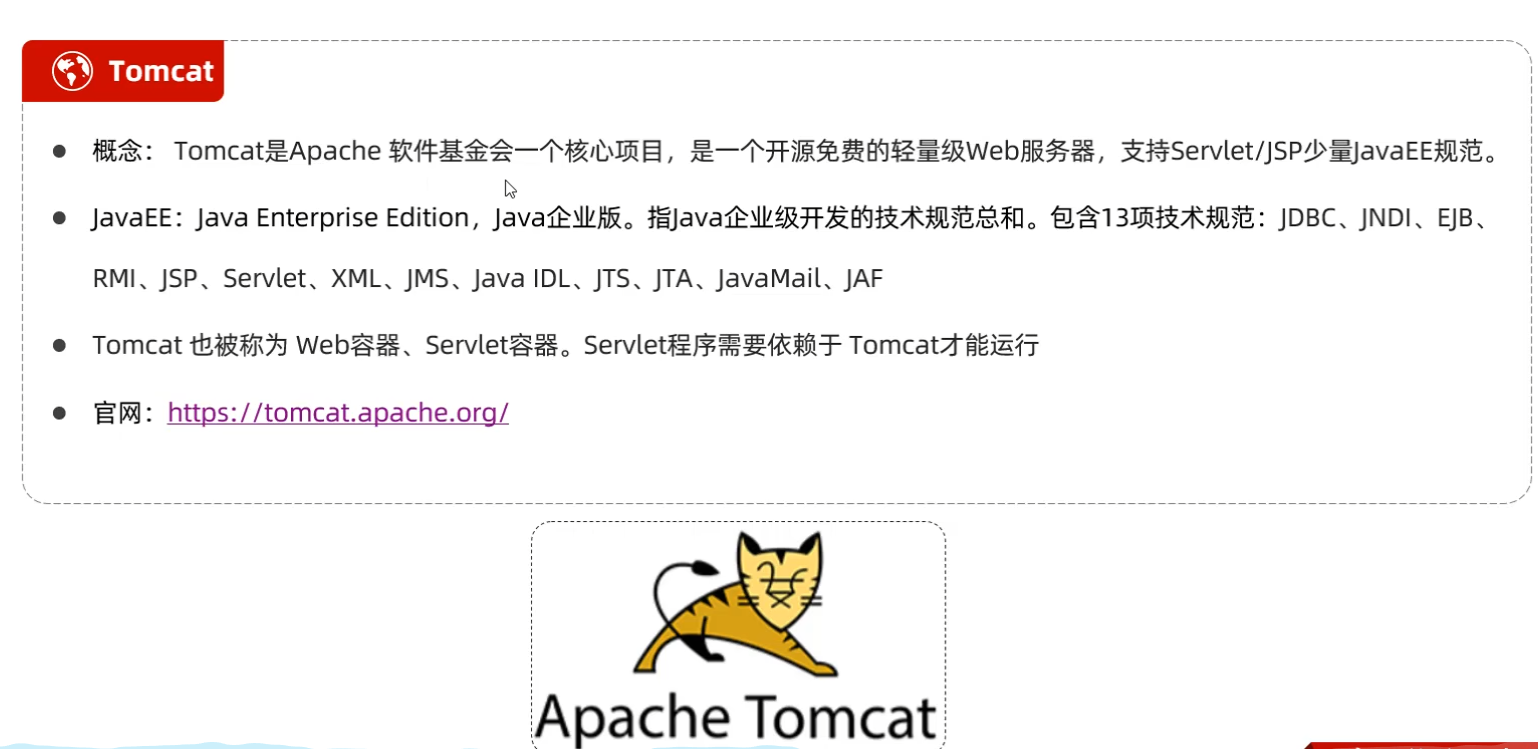 Tomcat
概念： Tomcat是Apache 软件基金会一个核心项目，是一个开源免费的轻量级Web服务器，支持Servlet/JSP少量JavaEE规范。
JavaEE：Java Enterprise Edition，Java企业版。指Java企业级开发的技术规范总和。包含13项技术规范：JDBC、JNDI、EJB、
RMI、JSP、Servlet、XML、JMS、Java IDL、JTS、JTA、JavaMail、JAF
Tomcat 也被称为 Web容器、Servlet容器。Servlet程序需要依赖于 Tomcat才能运行
官网：https://tomcat.apache.org/
Apache Tomcat